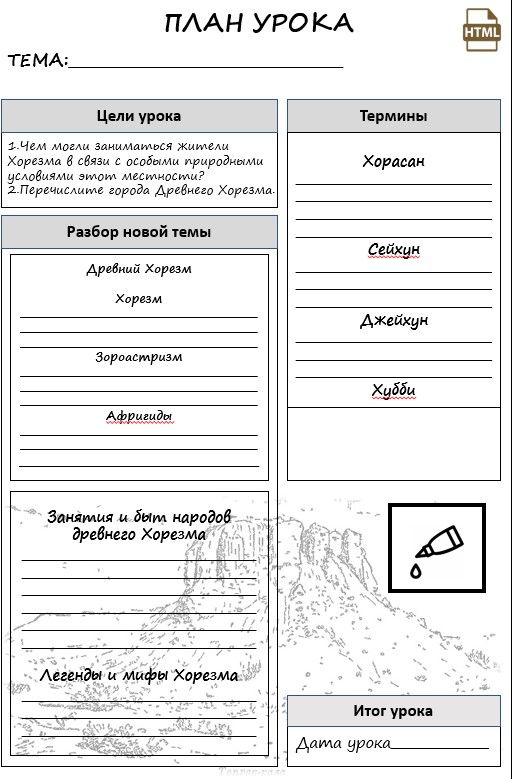 ПЛАН УРОКА
HTML
ТЕМА:
Цели урока
1.Чем могли заниматься жители
Хорезма в связи с особыми природными
условиями этот местности?
2.Перечислите города Древнего Хорезма.
Разбор новой темы
Древний Хорезм
Хорезм
Зороастризм
Афригиды
Занятия и быт народов
древнего Хорезма
Легенды и мифы Хорезма
Термины
Хорасан
Сейхун
Джейхун
Хубби
Итог урока
Дата урока
Топрак-кала